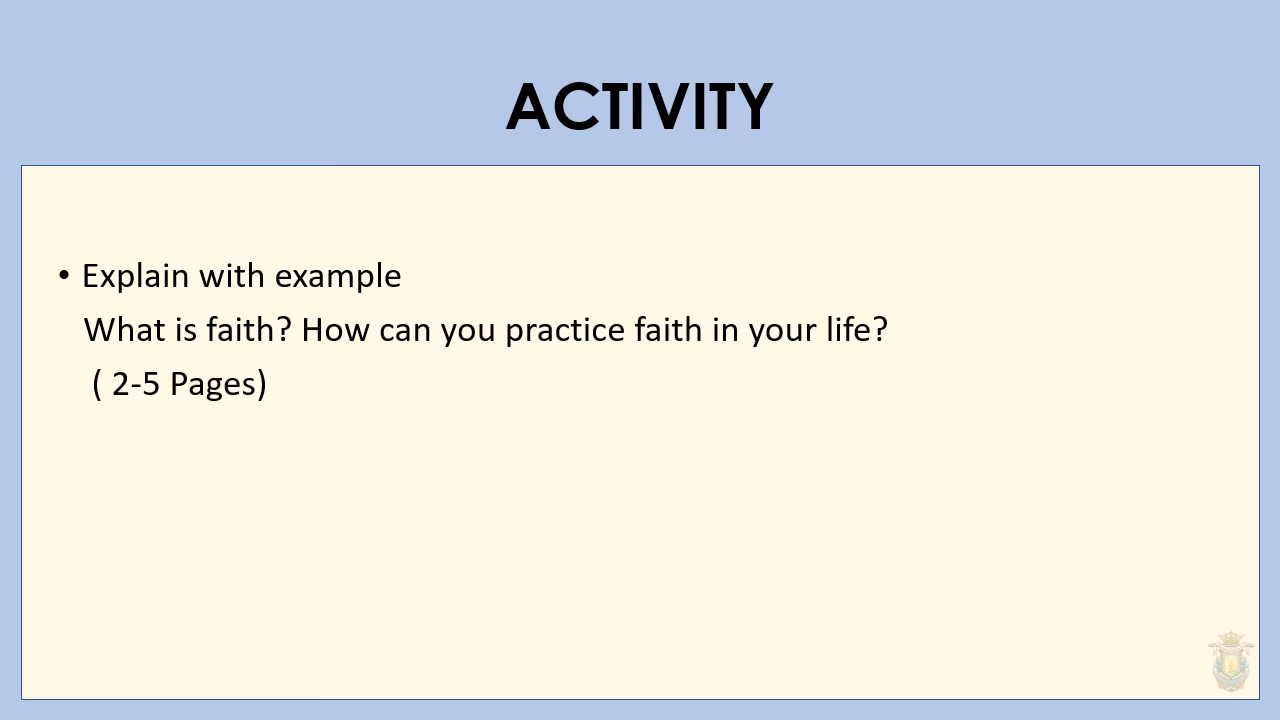 ACTIVITY
• Explain with example
What is faith? How can you practice faith in your life?
( 2-5 Pages)